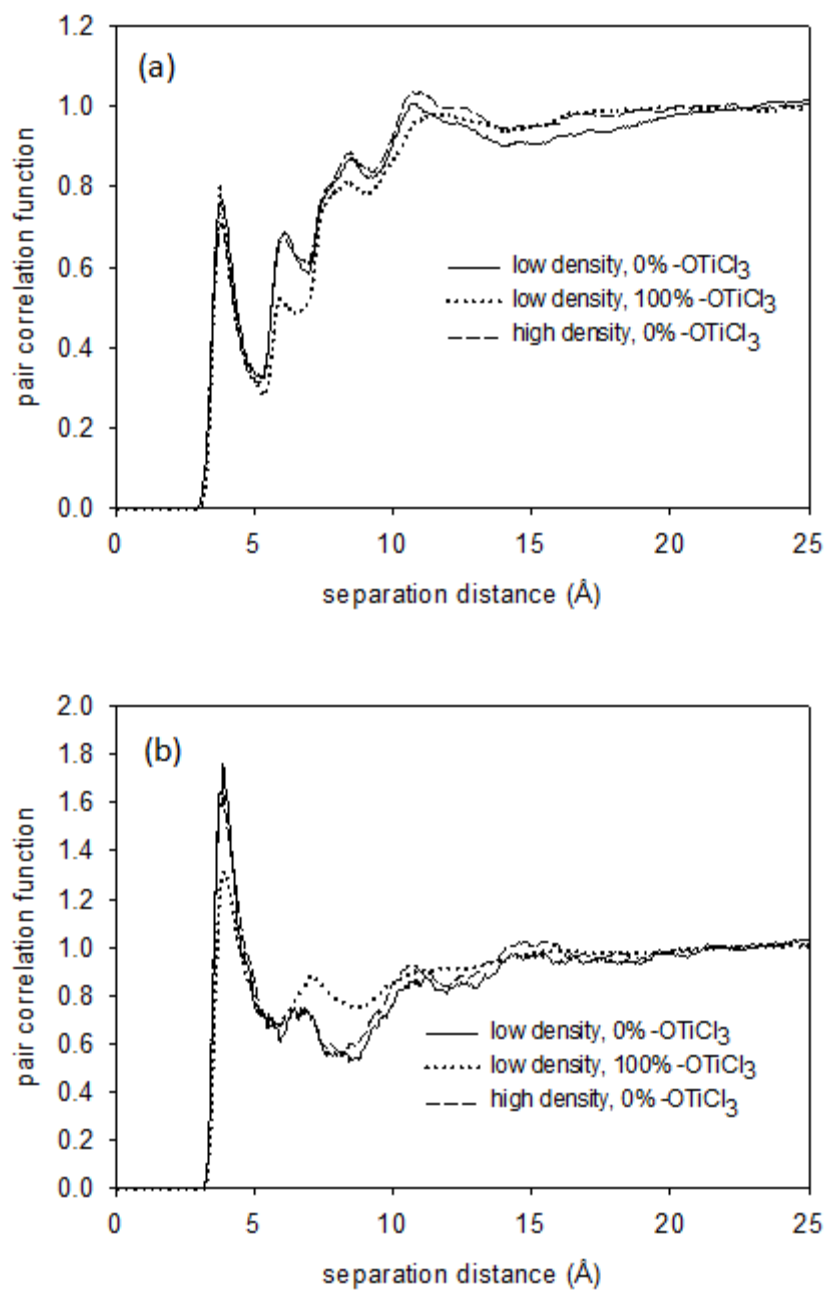 1.2
(a)
1.0
0.8
0.6
0.4
0.2
0.0
pair correlation function
low density, 0% -OTiCl3
low density, 100% -OTiCl3
high density, 0% -OTiCl3
0 5 10 15 20 25
separation distance (Å)
2.0
(b)
1.8
1.6
1.4
1.2
1.0
0.8
0.6
0.4
0.2
0.0
pair correlation function
low density, 0% -OTiCl3
low density, 100% -OTiCl3
high density, 0% -OTiCl3
0 5 10 15 20 25
separation distance (Å)